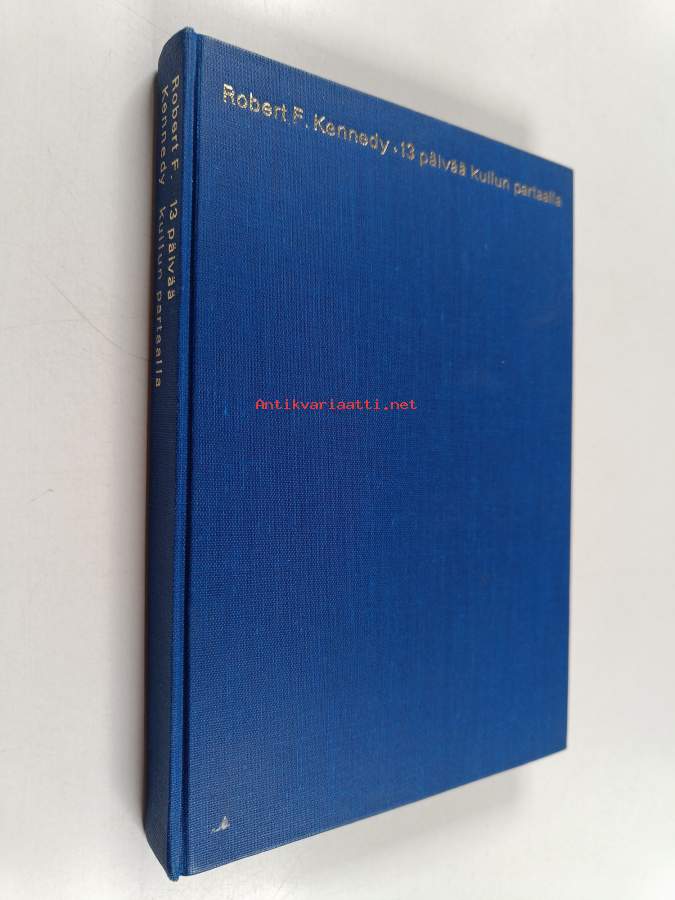 Robert F. Kennedy · 13 päivää kuilun partaalla
Robert F. 13 päivää
Kennedy kuilun partaalla
Antikvariaatti.net